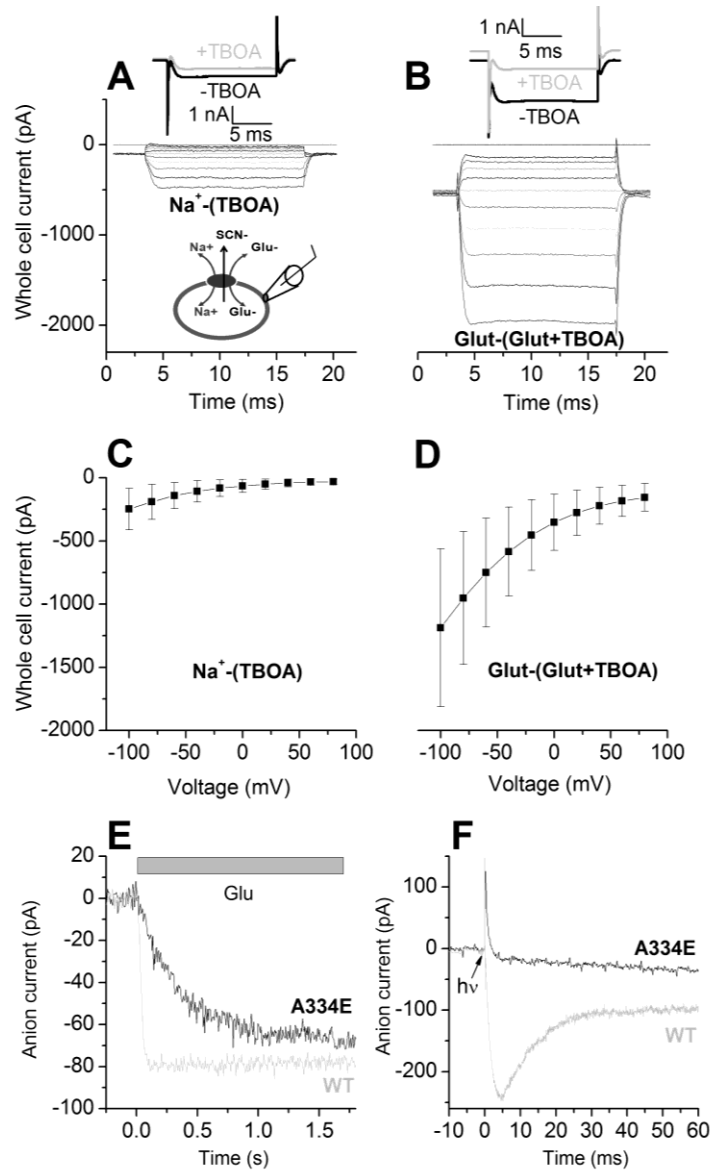 A
+TBOA
-TBOA
1 nA
5 ms
Whole cell current (pA)
0
-1000
-2000
Na⁺-(TBOA)
SCN-
Na+
Glu-
Na+
Glu-
0 5 10 15 20
Time (ms)
B
1 nA
5 ms
+TBOA
-TBOA
Glut-(Glut+TBOA)
0 5 10 15 20
Time (ms)
C
Whole cell current (pA)
0
-500
-1000
-1500
-2000
Na⁺-(TBOA)
-100 -50 0 50 100
Voltage (mV)
D
Glut-(Glut+TBOA)
-100 -50 0 50 100
Voltage (mV)
E
Anion current (pA)
20
0
-20
-40
-60
-80
-100
Glu
A334E
WT
0.0 0.5 1.0 1.5
Time (s)
F
Anion current (pA)
100
0
-100
-200
hν
A334E
WT
-10 0 10 20 30 40 50 60
Time (ms)